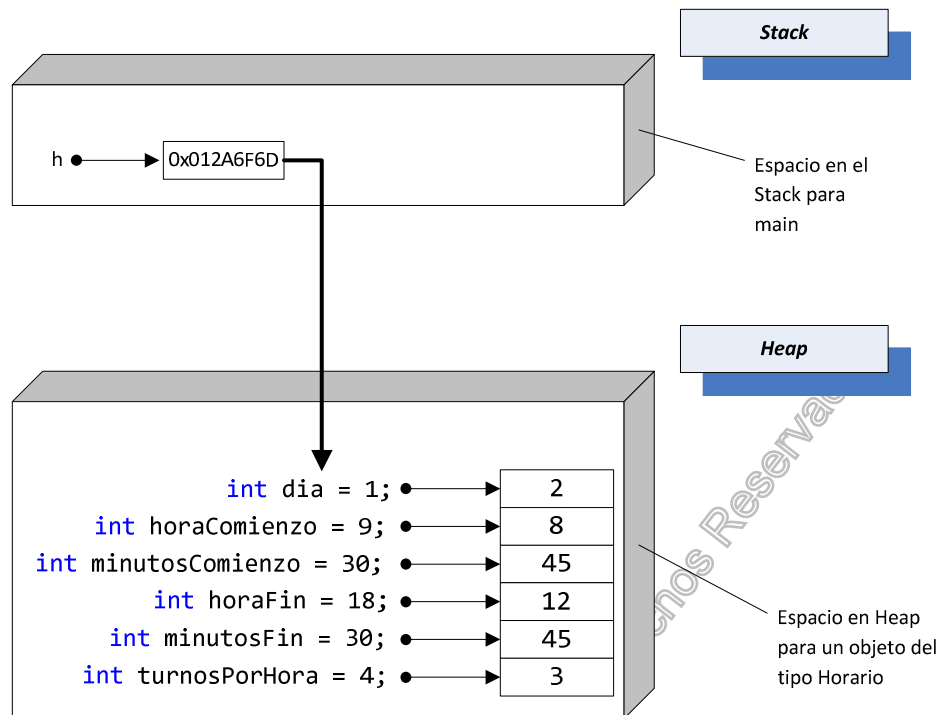 Stack
h
0x012A6F6D
Espacio en el
Stack para
main
Heap
int dia = 1;
2
int horaComienzo = 9;
8
int minutosComienzo = 30;
45
int horaFin = 18;
12
int minutosFin = 30;
45
int turnosPorHora = 4;
3
Espacio en Heap
para un objeto del
tipo Horario